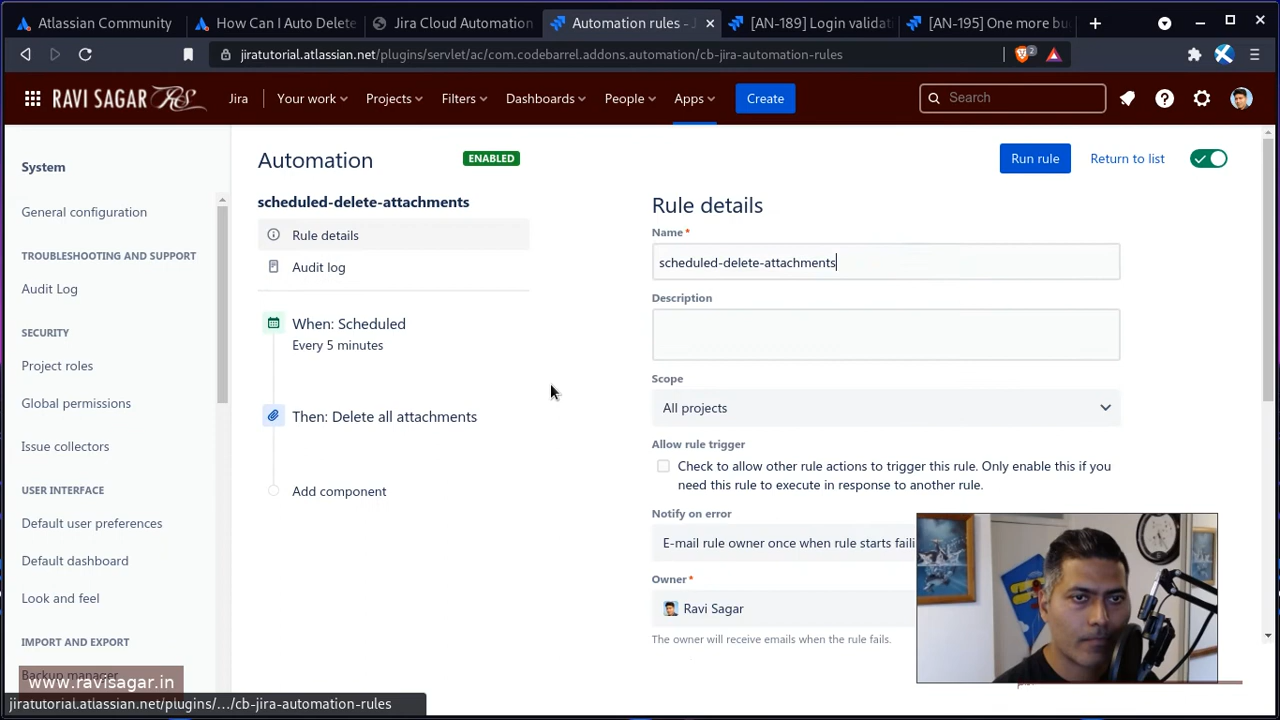 Atlassian Community
How Can I Auto Delete
Jira Cloud Automation
Automation rules - J
[AN-189] Login validat
[AN-195] One more bu
jiratutorial.atlassian.net/plugins/servlet/ac/com.codebarrel.addons.automation/cb-jira-automation-rules
2
RAVI SAGAR RS
Jira
Your work
Projects
Filters
Dashboards
People
Apps
Create
Search
System
General configuration
TROUBLESHOOTING AND SUPPORT
Audit Log
SECURITY
Project roles
Global permissions
Issue collectors
USER INTERFACE
Default user preferences
Default dashboard
Look and feel
IMPORT AND EXPORT
Backup manager
www.ravisagar.in
jiratutorial.atlassian.net/plugins/.../cb-jira-automation-rules
Automation
ENABLED
Run rule
Return to list
scheduled-delete-attachments
Rule details
Audit log
When: Scheduled
Every 5 minutes
Then: Delete all attachments
Add component
Rule details
Name*
scheduled-delete-attachments
Description
Scope
All projects
Allow rule trigger
Check to allow other rule actions to trigger this rule. Only enable this if you
need this rule to execute in response to another rule.
Notify on error
E-mail rule owner once when rule starts faili
Owner*
Ravi Sagar
The owner will receive emails when the rule fails.